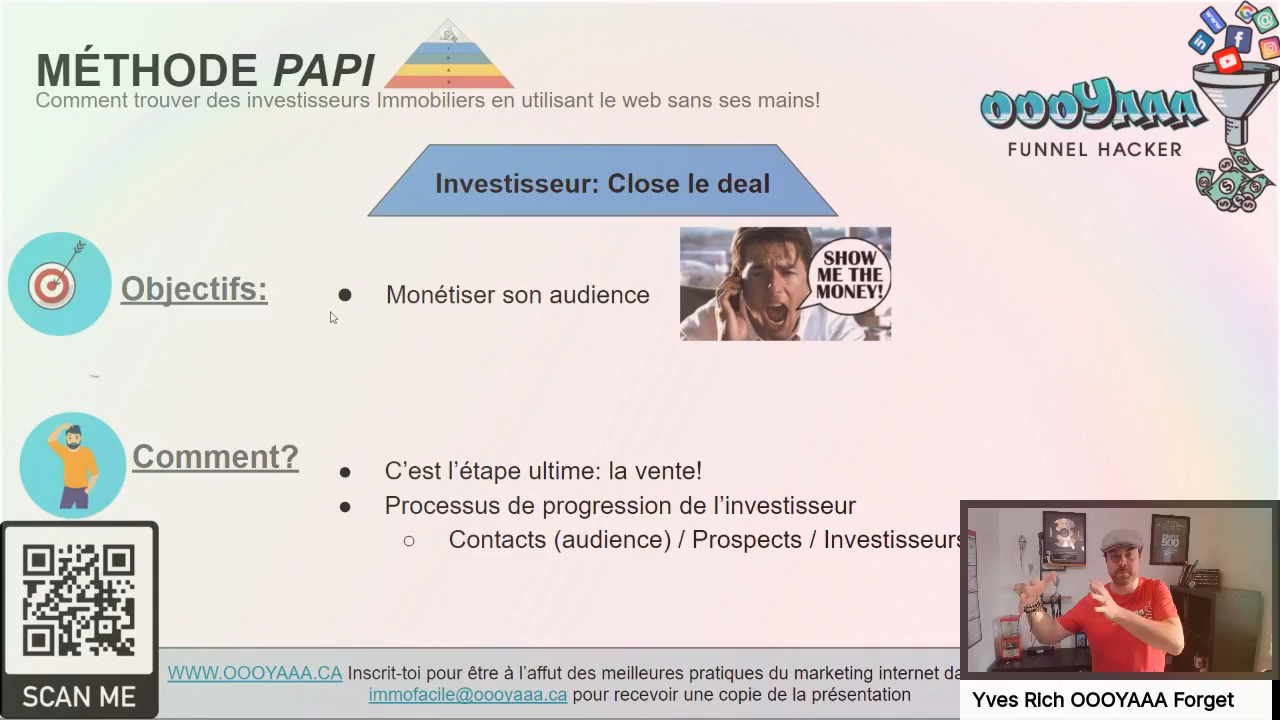 MÉTHODE PAPI
Comment trouver des investisseurs Immobiliers en utilisant le web sans ses mains!
OOOYAAA
FUNNEL HACKER
Investisseur: Close le deal
Objectifs:
● Monétiser son audience
SHOW
ME THE
MONEY!
Comment?
● C'est l'étape ultime: la vente!
● Processus de progression de l'investisseur
○ Contacts (audience) / Prospects / Investisseurs
SCAN ME
WWW.OOOYAAA.CA Inscrit-toi pour être à l'affut des meilleures pratiques du marketing internet da
immofacile@oooyaaa.ca pour recevoir une copie de la présentation
Yves RIch OOOYAAA Forget